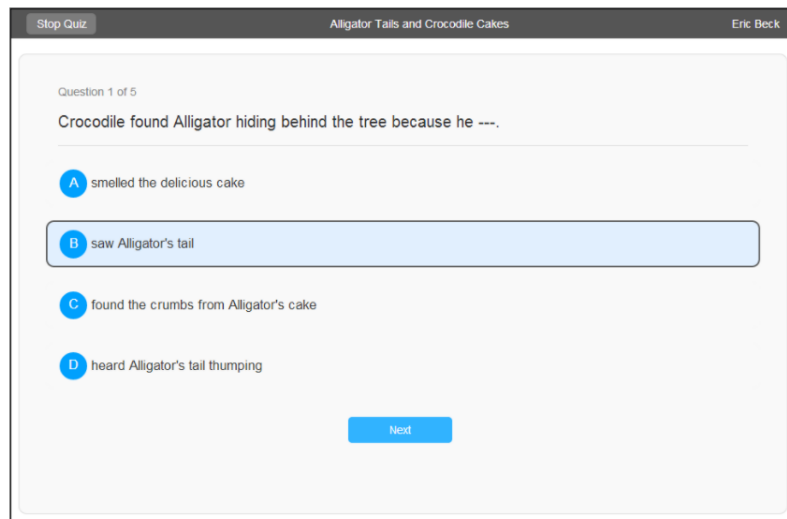 Stop Quiz Alligator Tails and Crocodile Cakes Eric Beck
Question 1 of 5
Crocodile found Alligator hiding behind the tree because he ---.
A smelled the delicious cake
B saw Alligator's tail
C found the crumbs from Alligator's cake
D heard Alligator's tail thumping
Next